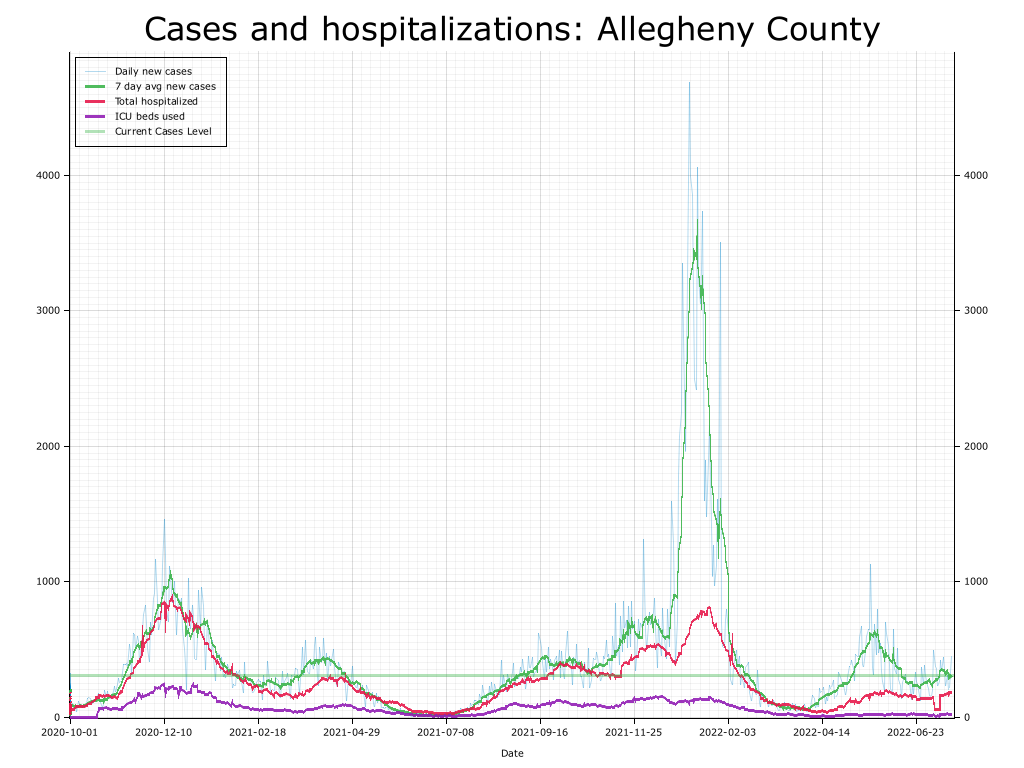 Cases and hospitalizations: Allegheny County
Daily new cases
7 day avg new cases
Total hospitalized
ICU beds used
Current Cases Level
4000 4000
3000 3000
2000 2000
1000 1000
0 0
2020-10-01 2020-12-10 2021-02-18 2021-04-29 2021-07-08 2021-09-16 2021-11-25 2022-02-03 2022-04-14 2022-06-23
Date